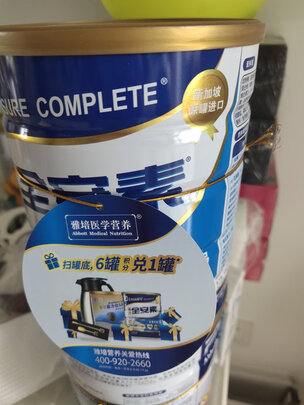 SURE COMPLETE®
新加坡
原罐进口
全安素®
雅培医学营养
Abbott Medical Nutrition
扫罐底，6罐积分兑1罐*
全安素
雅培营养关爱热线
400-920-2660